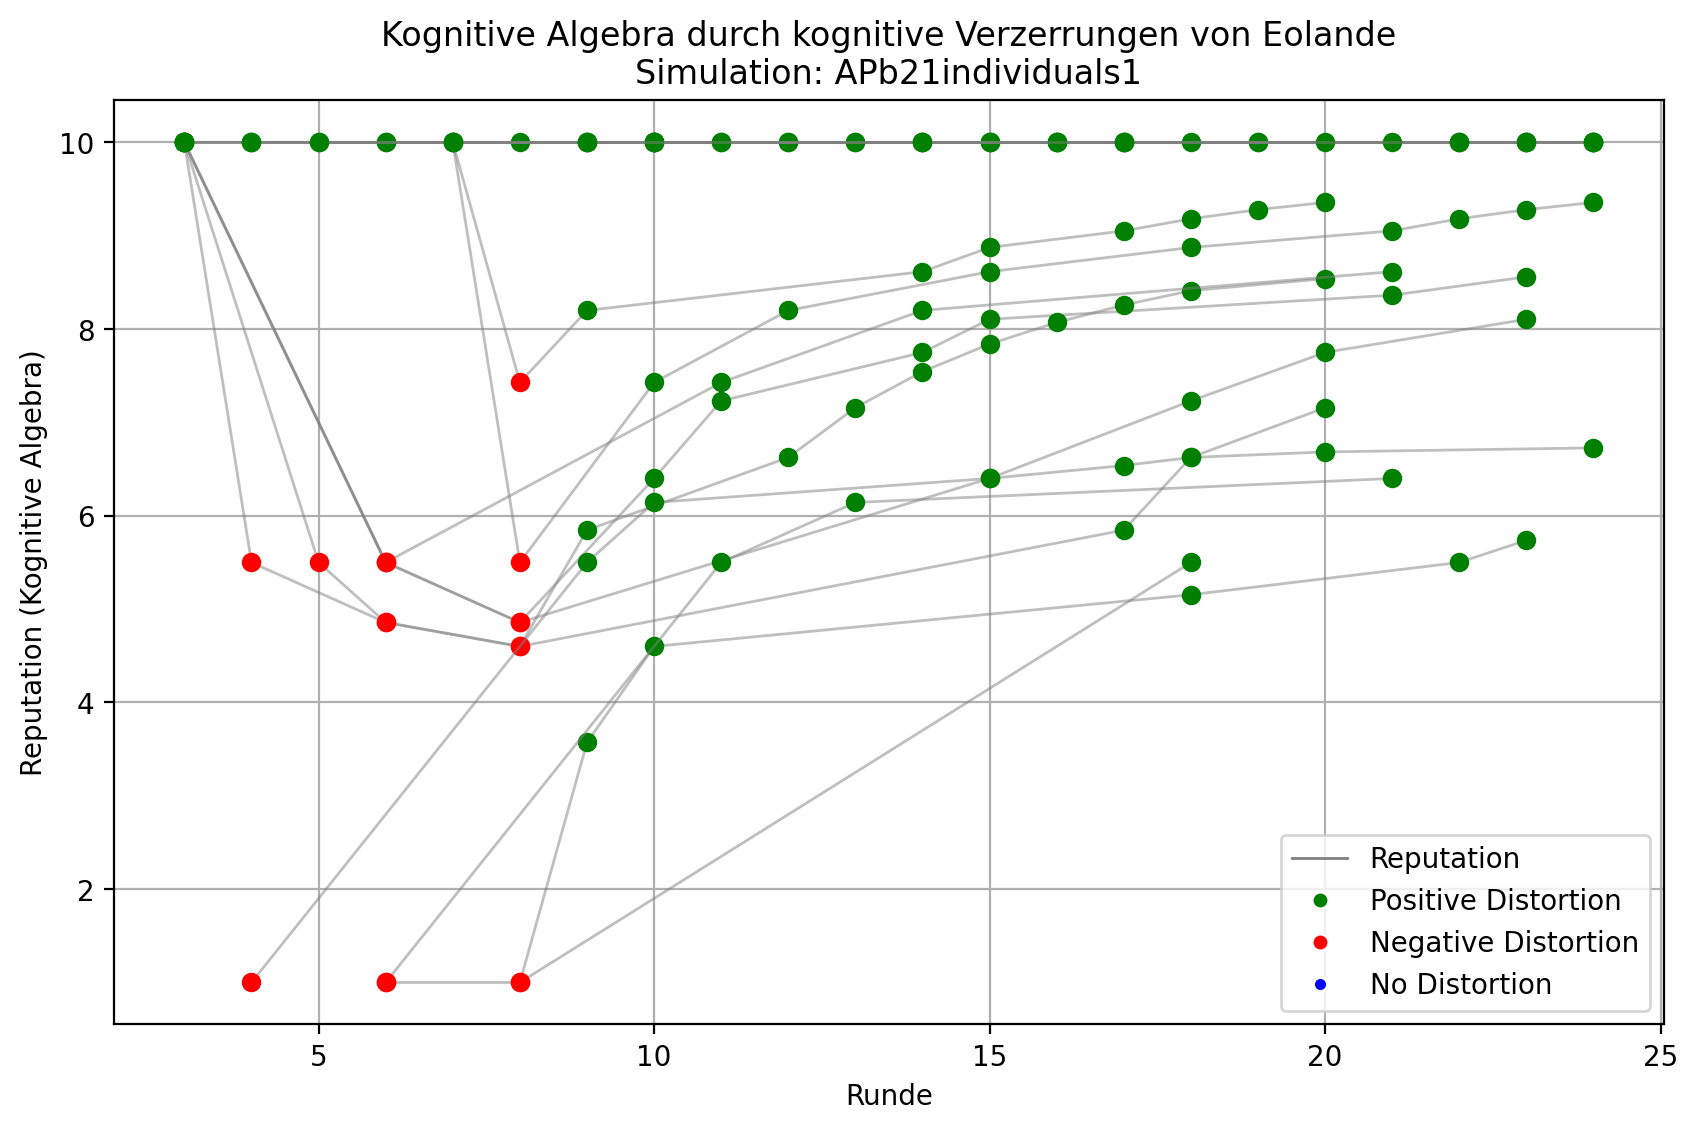 Kognitive Algebra durch kognitive Verzerrungen von Eolande
Simulation: APb21individuals1
Reputation (Kognitive Algebra)
10
8
6
4
2
5
10
15
20
25
Runde
Reputation
Positive Distortion
Negative Distortion
No Distortion